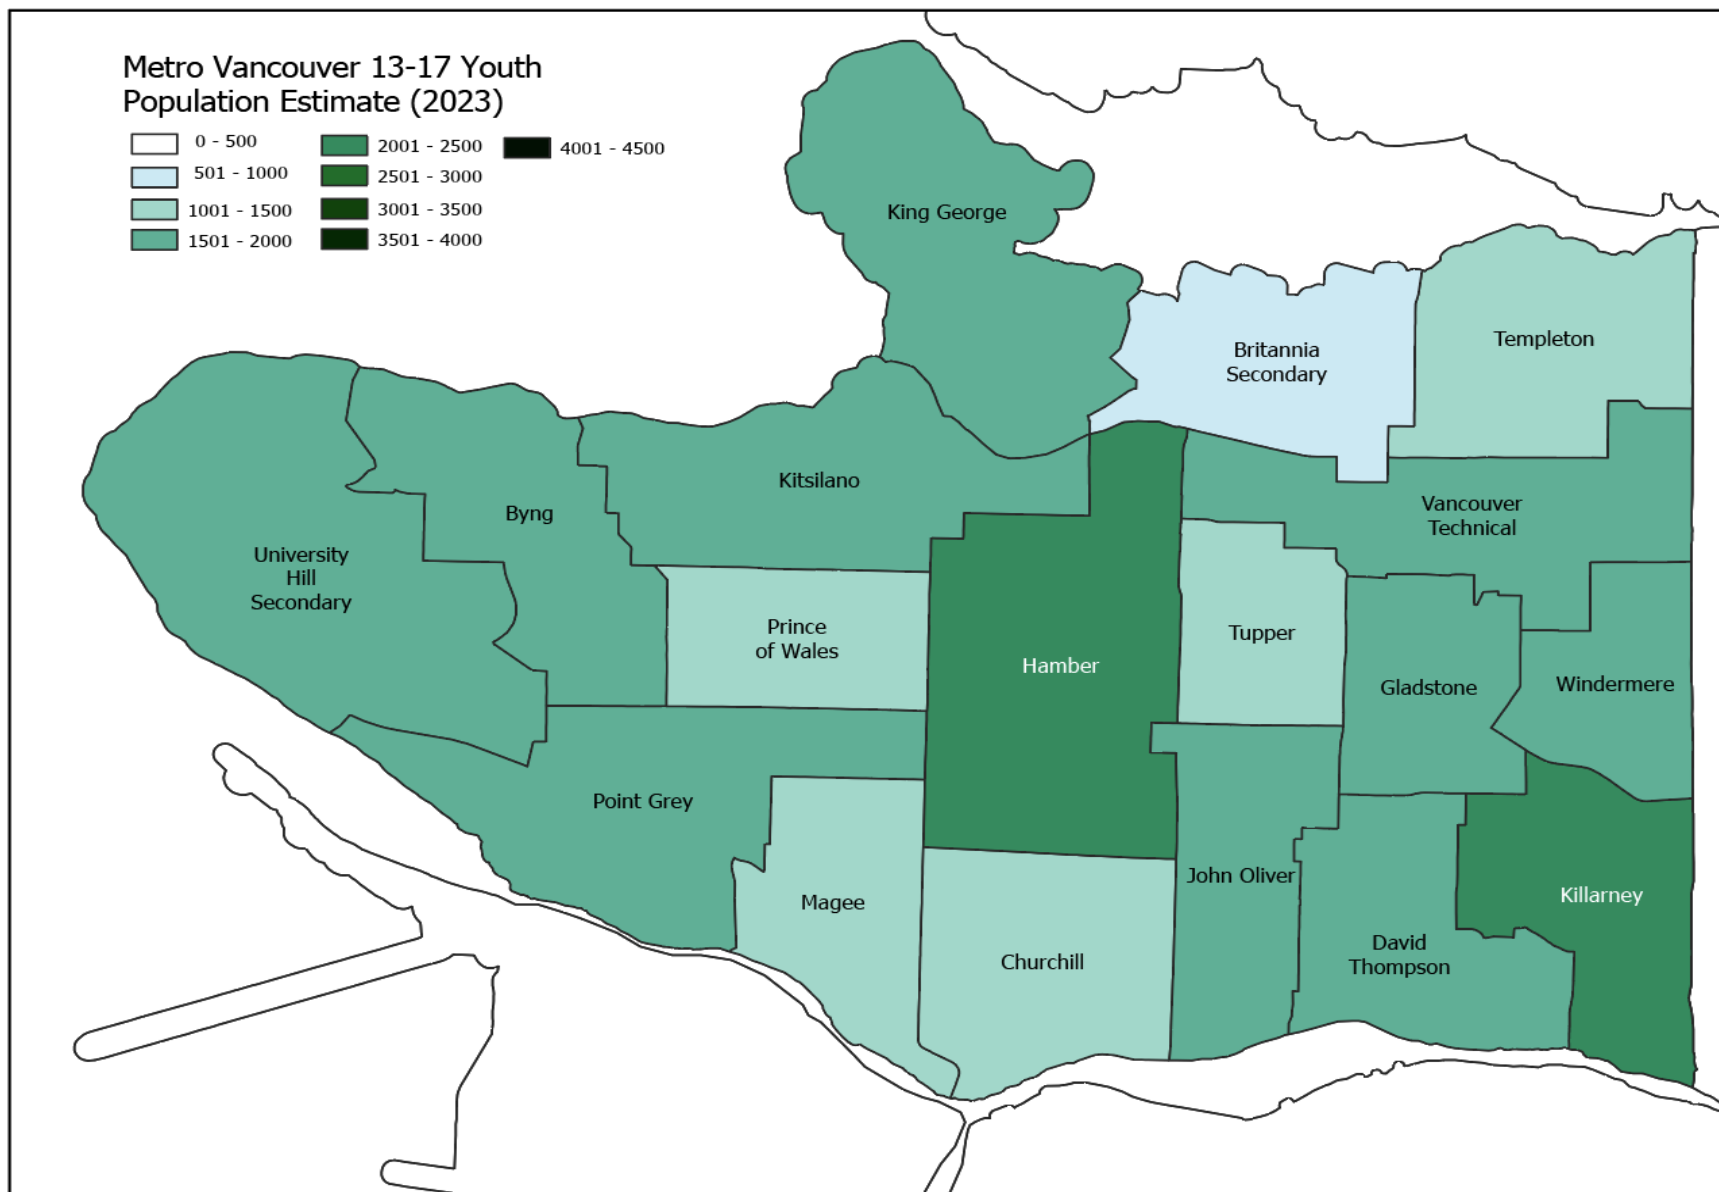 Metro Vancouver 13-17 Youth
Population Estimate (2023)
0 - 500
501 - 1000
1001 - 1500
1501 - 2000
2001 - 2500
2501 - 3000
3001 - 3500
3501 - 4000
4001 - 4500
King George
Britannia
Secondary
Templeton
Kitsilano
Byng
Vancouver
Technical
University
Hill
Secondary
Prince
of Wales
Hamber
Tupper
Gladstone
Windermere
Point Grey
Magee
Churchill
John Oliver
David
Thompson
Killarney